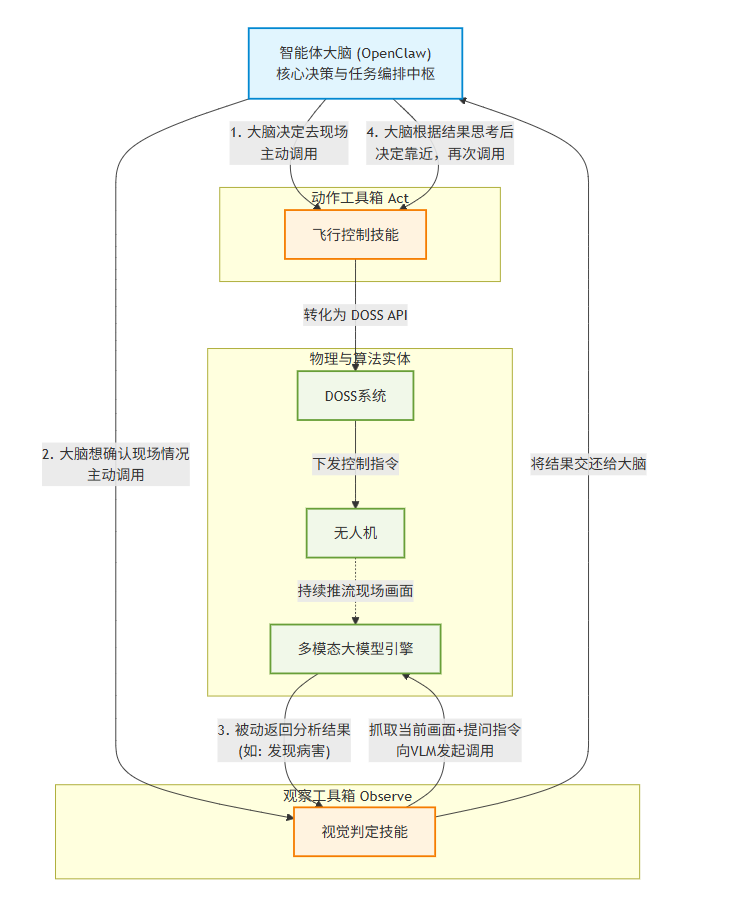 智能体大脑 (OpenClaw)
核心决策与任务编排中枢
1. 大脑决定去现场
主动调用
4. 大脑根据结果思考后
决定靠近，再次调用
动作工具箱 Act
飞行控制技能
转化为 DOSS API
物理与算法实体
DOSS系统
2. 大脑想确认现场情况
主动调用
下发控制指令
将结果交还给大脑
无人机
持续推流现场画面
多模态大模型引擎
3. 被动返回分析结果
(如: 发现病害)
抓取当前画面+提问指令
向VLM发起调用
观察工具箱 Observe
视觉判定技能